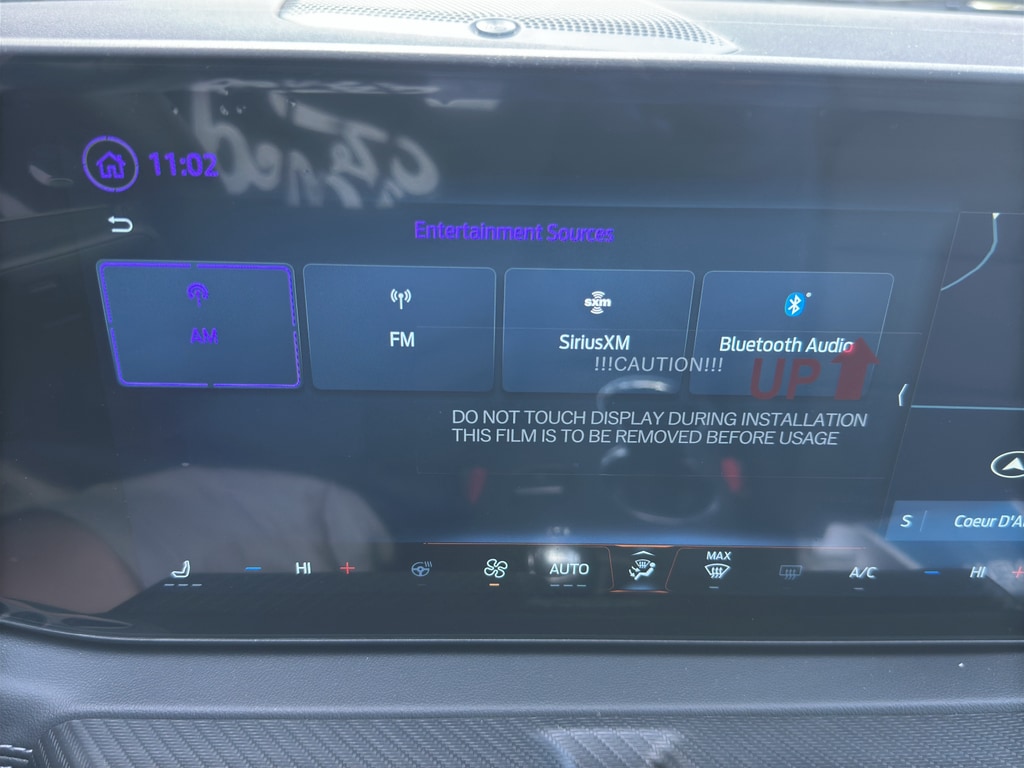 11:02
Entertainment Sources
AM
FM
sxm
SiriusXM
Bluetooth Audio
!!!CAUTION!!!
UP
DO NOT TOUCH DISPLAY DURING INSTALLATION
THIS FILM IS TO BE REMOVED BEFORE USAGE
S
Coeur D'A
HI
AUTO
MAX
A/C
HI